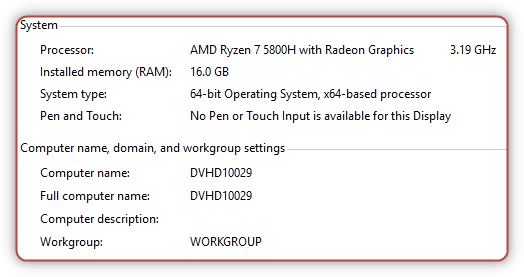 System
Processor: AMD Ryzen 7 5800H with Radeon Graphics 3.19 GHz
Installed memory (RAM): 16.0 GB
System type: 64-bit Operating System, x64-based processor
Pen and Touch: No Pen or Touch Input is available for this Display
Computer name, domain, and workgroup settings
Computer name: DVHD10029
Full computer name: DVHD10029
Computer description:
Workgroup: WORKGROUP